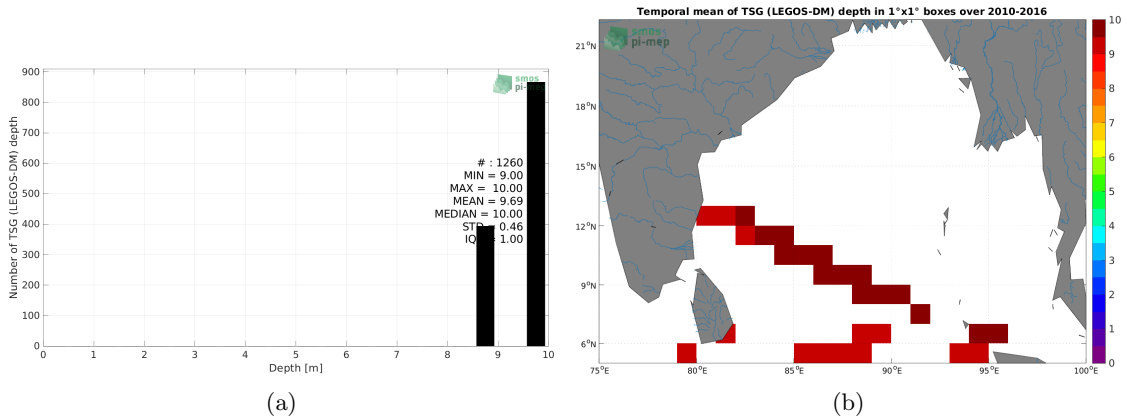 900
800
700
600
500
400
300
200
100
0
Number of TSG (LEGOS-DM) depth
smos
pi-mep
# : 1260
MIN = 9.00
MAX = 10.00
MEAN = 9.69
MEDIAN = 10.00
STD = 0.46
IQR = 1.00
0 1 2 3 4 5 6 7 8 9 10
Depth [m]
(a)
Temporal mean of TSG (LEGOS-DM) depth in 1°x1° boxes over 2010-2016
smos
pi-mep
21°N
18°N
15°N
12°N
9°N
6°N
75°E 80°E 85°E 90°E 95°E 100°E
10
9
8
7
6
5
4
3
2
1
0
(b)